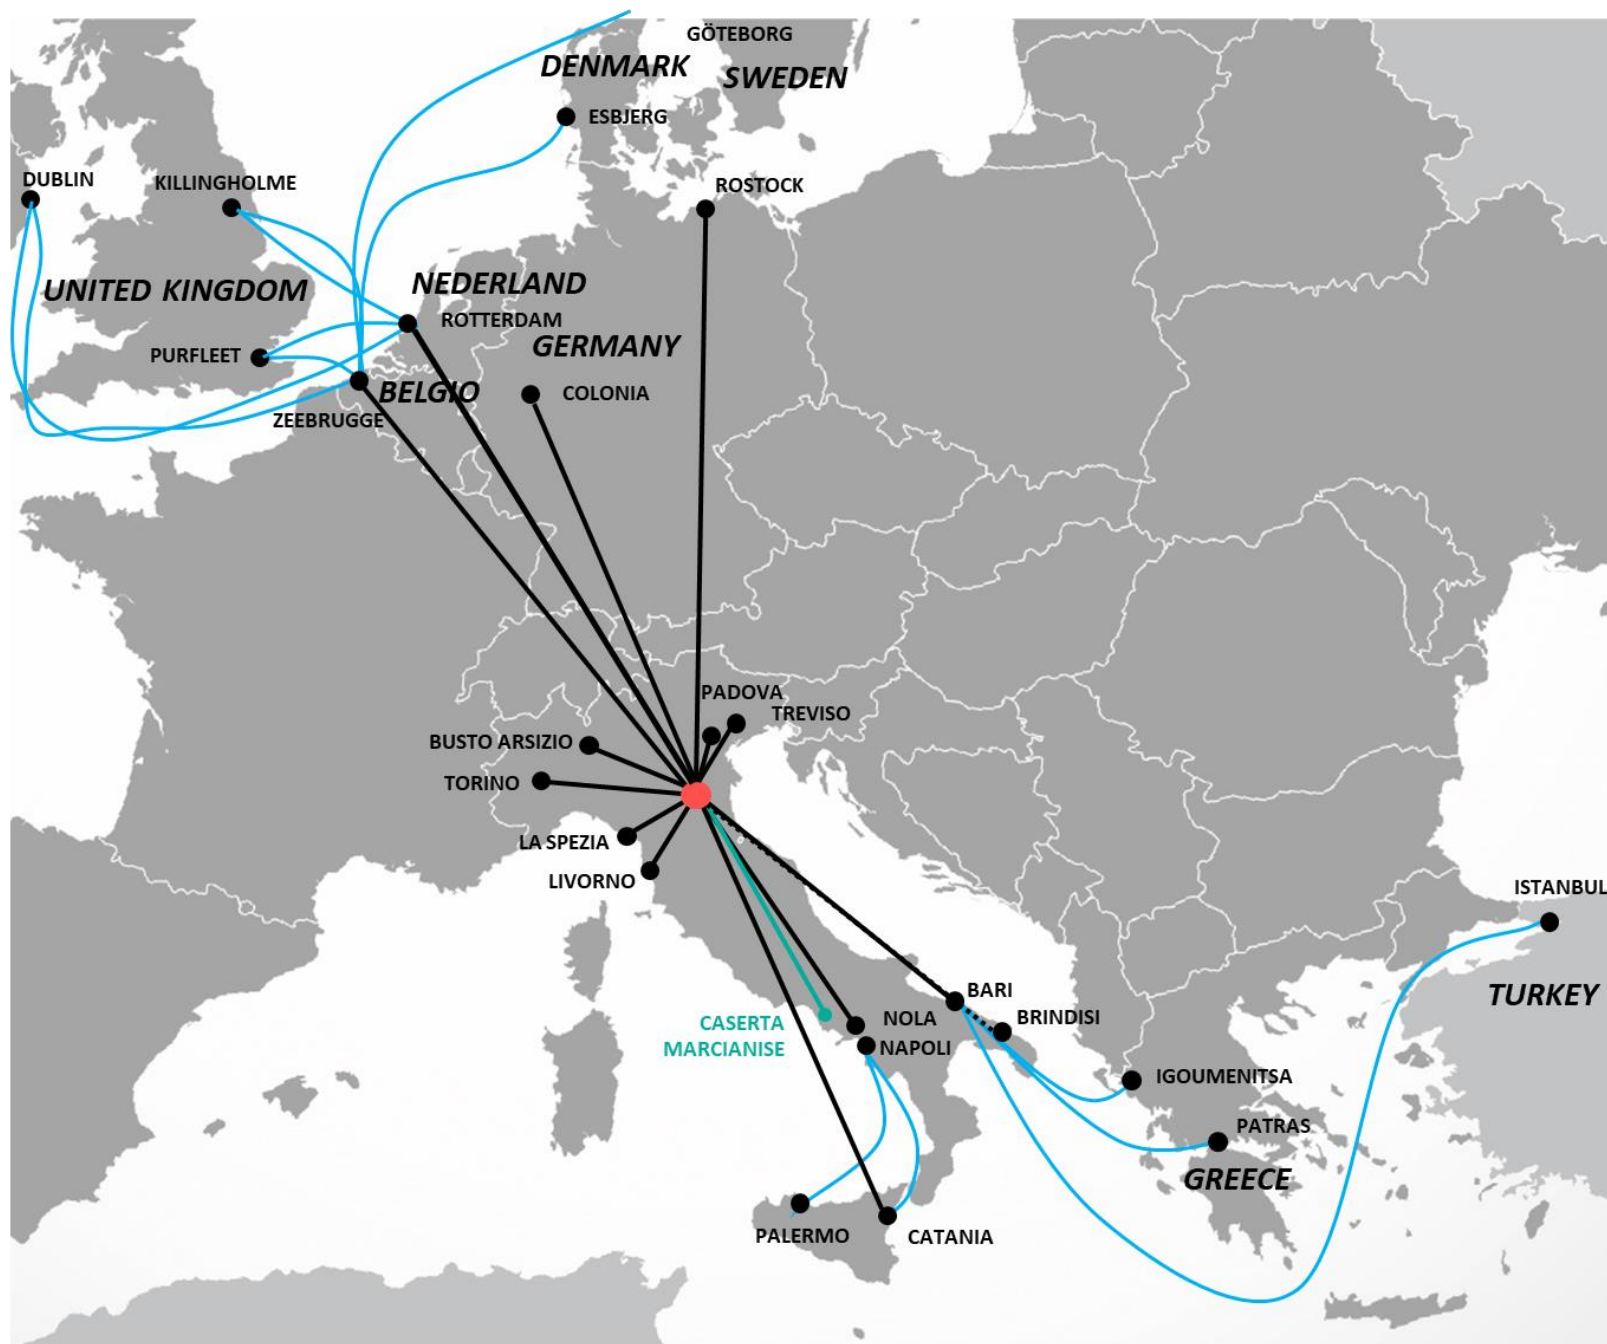 GÖTEBORG
DENMARK
SWEDEN
ESBJERG
DUBLIN
KILLINGHOLME
ROSTOCK
UNITED KINGDOM
NEDERLAND
ROTTERDAM
GERMANY
PURFLEET
BELGIO
COLONIA
ZEEBRUGGE
PADOVA
TREVISO
BUSTO ARSIZIO
TORINO
LA SPEZIA
LIVORNO
ISTANBUL
BARI
TURKEY
BRINDISI
NOLA
CASERTA
MARCIANISE
NAPOLI
IGOUMENITSA
PATRAS
GREECE
PALERMO
CATANIA